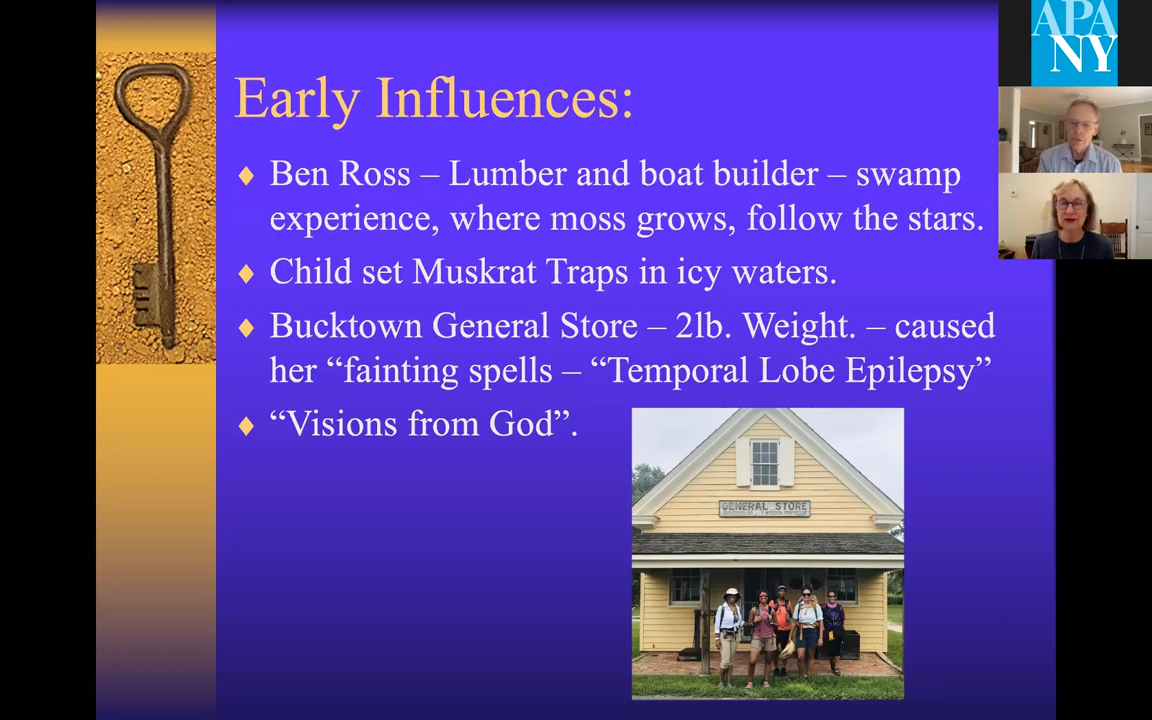 APA
NY
Early Influences:
Ben Ross – Lumber and boat builder – swamp
experience, where moss grows, follow the stars.
Child set Muskrat Traps in icy waters.
Bucktown General Store – 2lb. Weight. – caused
her “fainting spells – “Temporal Lobe Epilepsy”
“Visions from God”.
GENERAL STORE